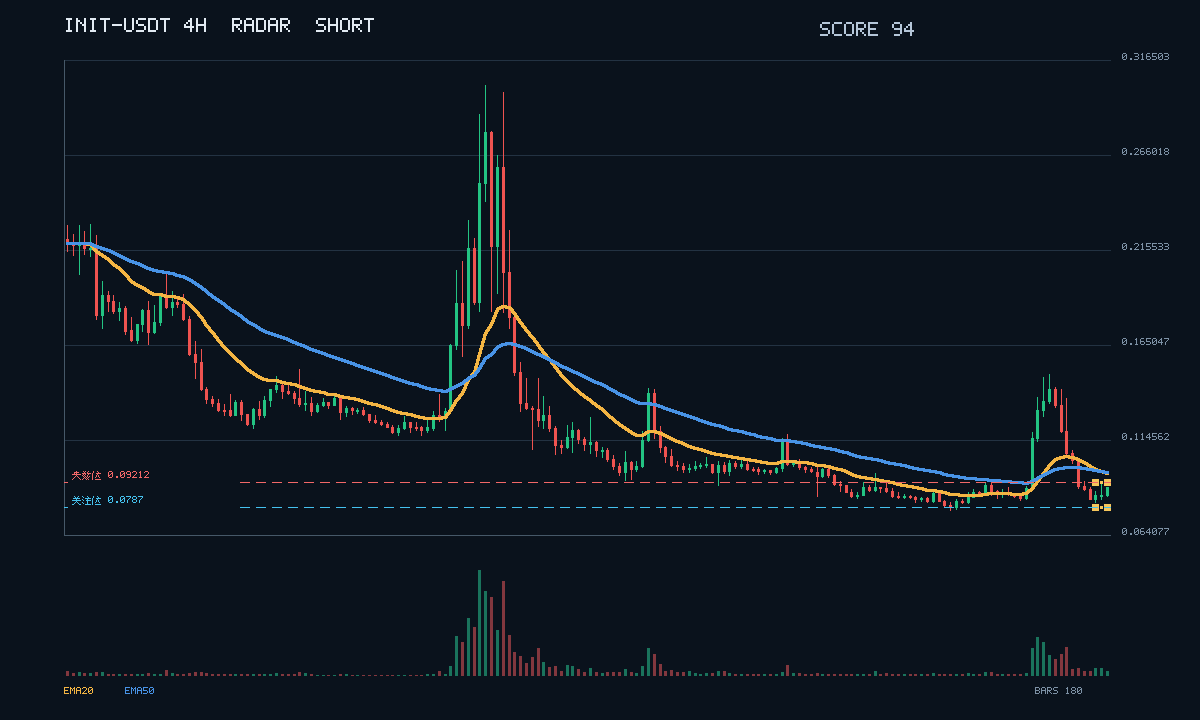 INIT-USDT 4H RADAR SHORT
SCORE 94
0.316503
0.266018
0.215533
0.165047
0.114562
失效位 0.09212
关注位 0.0787
0.064077
EMA20 EMA50
BARS 180